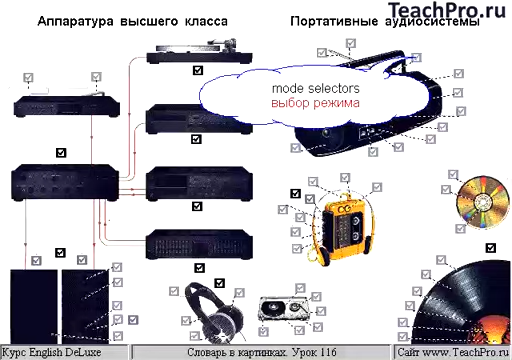 TeachPro.ru
Аппаратура высшего класса
Портативные аудиосистемы
mode selectors
выбор режима
Курс English DeLuxe
Словарь в картинках. Урок 116
Сайт www.TeachPro.ru